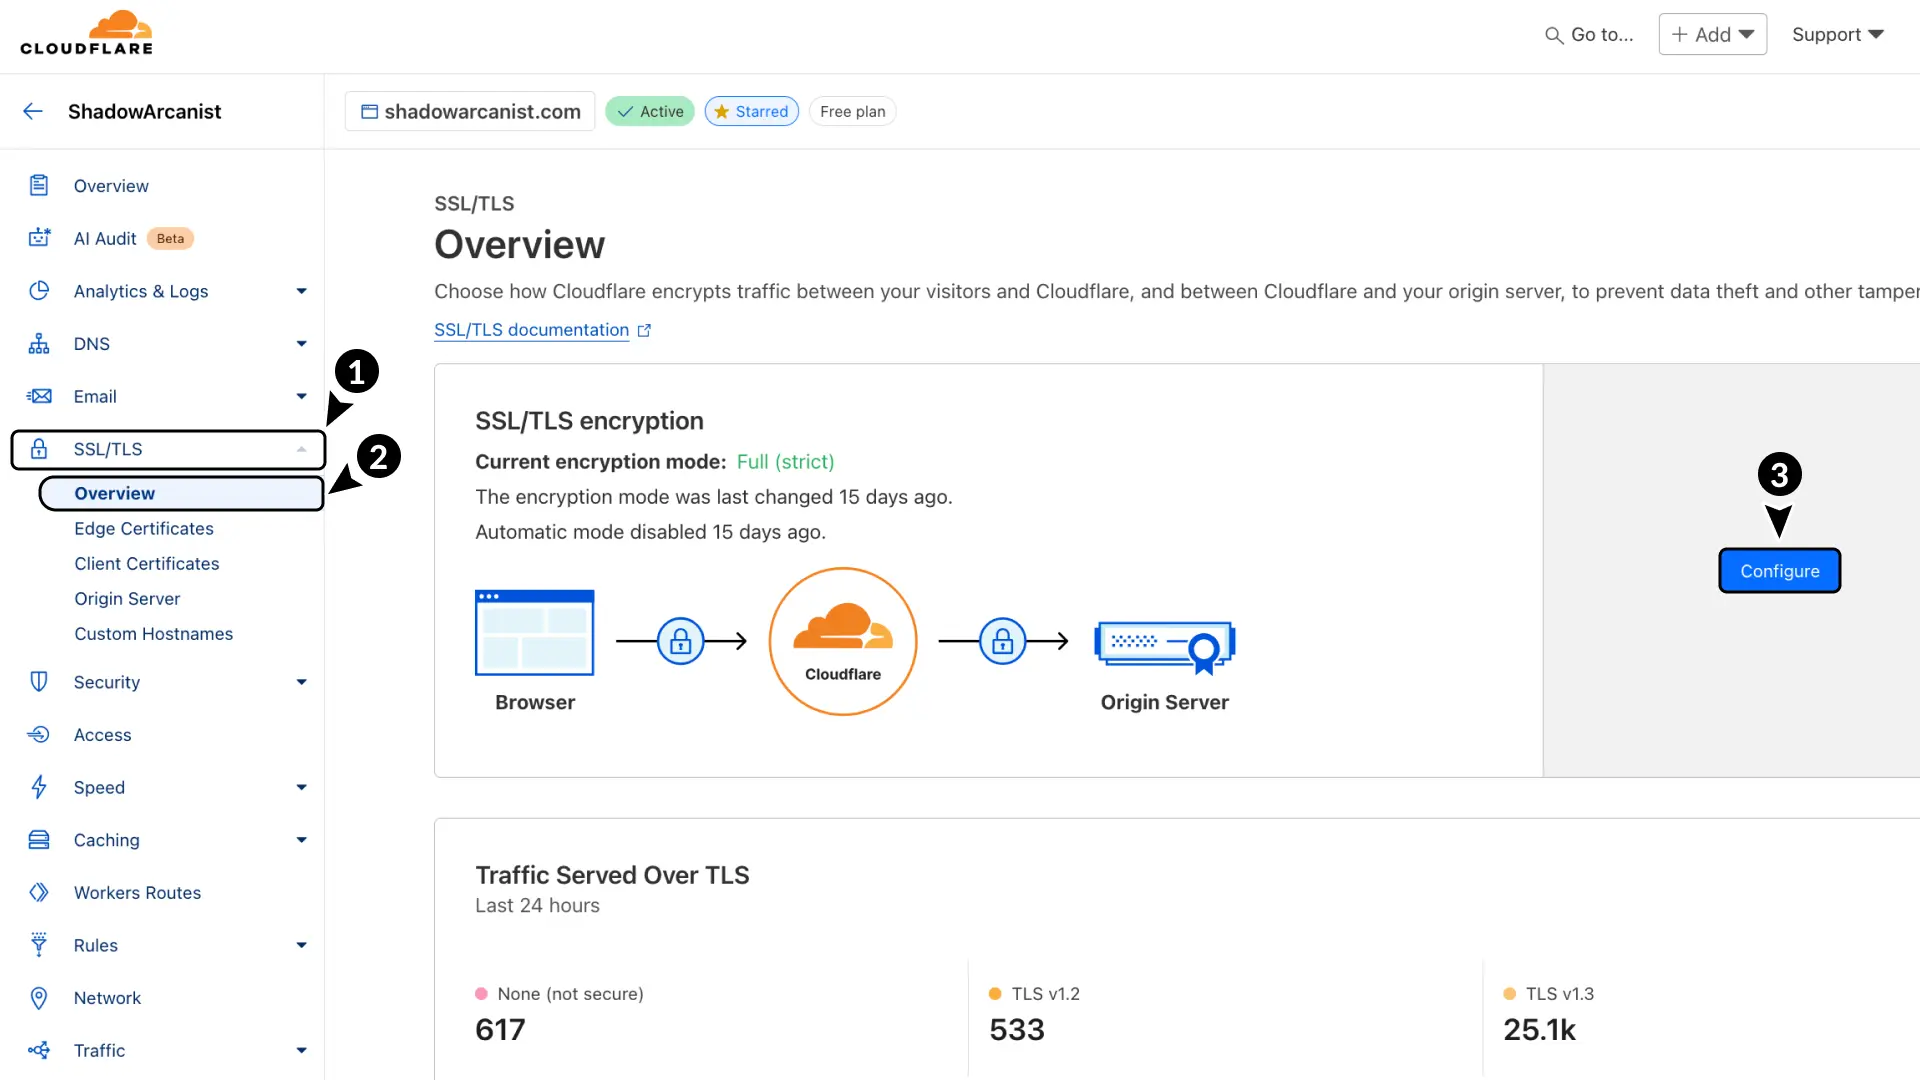 CLOUDFLARE
Go to...
+ Add
Support
ShadowArcanist
shadowarcanist.com
Active
Starred
Free plan
Overview
AI Audit Beta
Analytics & Logs
DNS
Email
SSL/TLS
Overview
Edge Certificates
Client Certificates
Origin Server
Custom Hostnames
Security
Access
Speed
Caching
Workers Routes
Rules
Network
Traffic
1
2
SSL/TLS
Overview
Choose how Cloudflare encrypts traffic between your visitors and Cloudflare, and between Cloudflare and your origin server, to prevent data theft and other tamper
SSL/TLS documentation
SSL/TLS encryption
Current encryption mode: Full (strict)
The encryption mode was last changed 15 days ago.
Automatic mode disabled 15 days ago.
Browser
Cloudflare
Origin Server
3
Configure
Traffic Served Over TLS
Last 24 hours
None (not secure)
617
TLS v1.2
533
TLS v1.3
25.1k